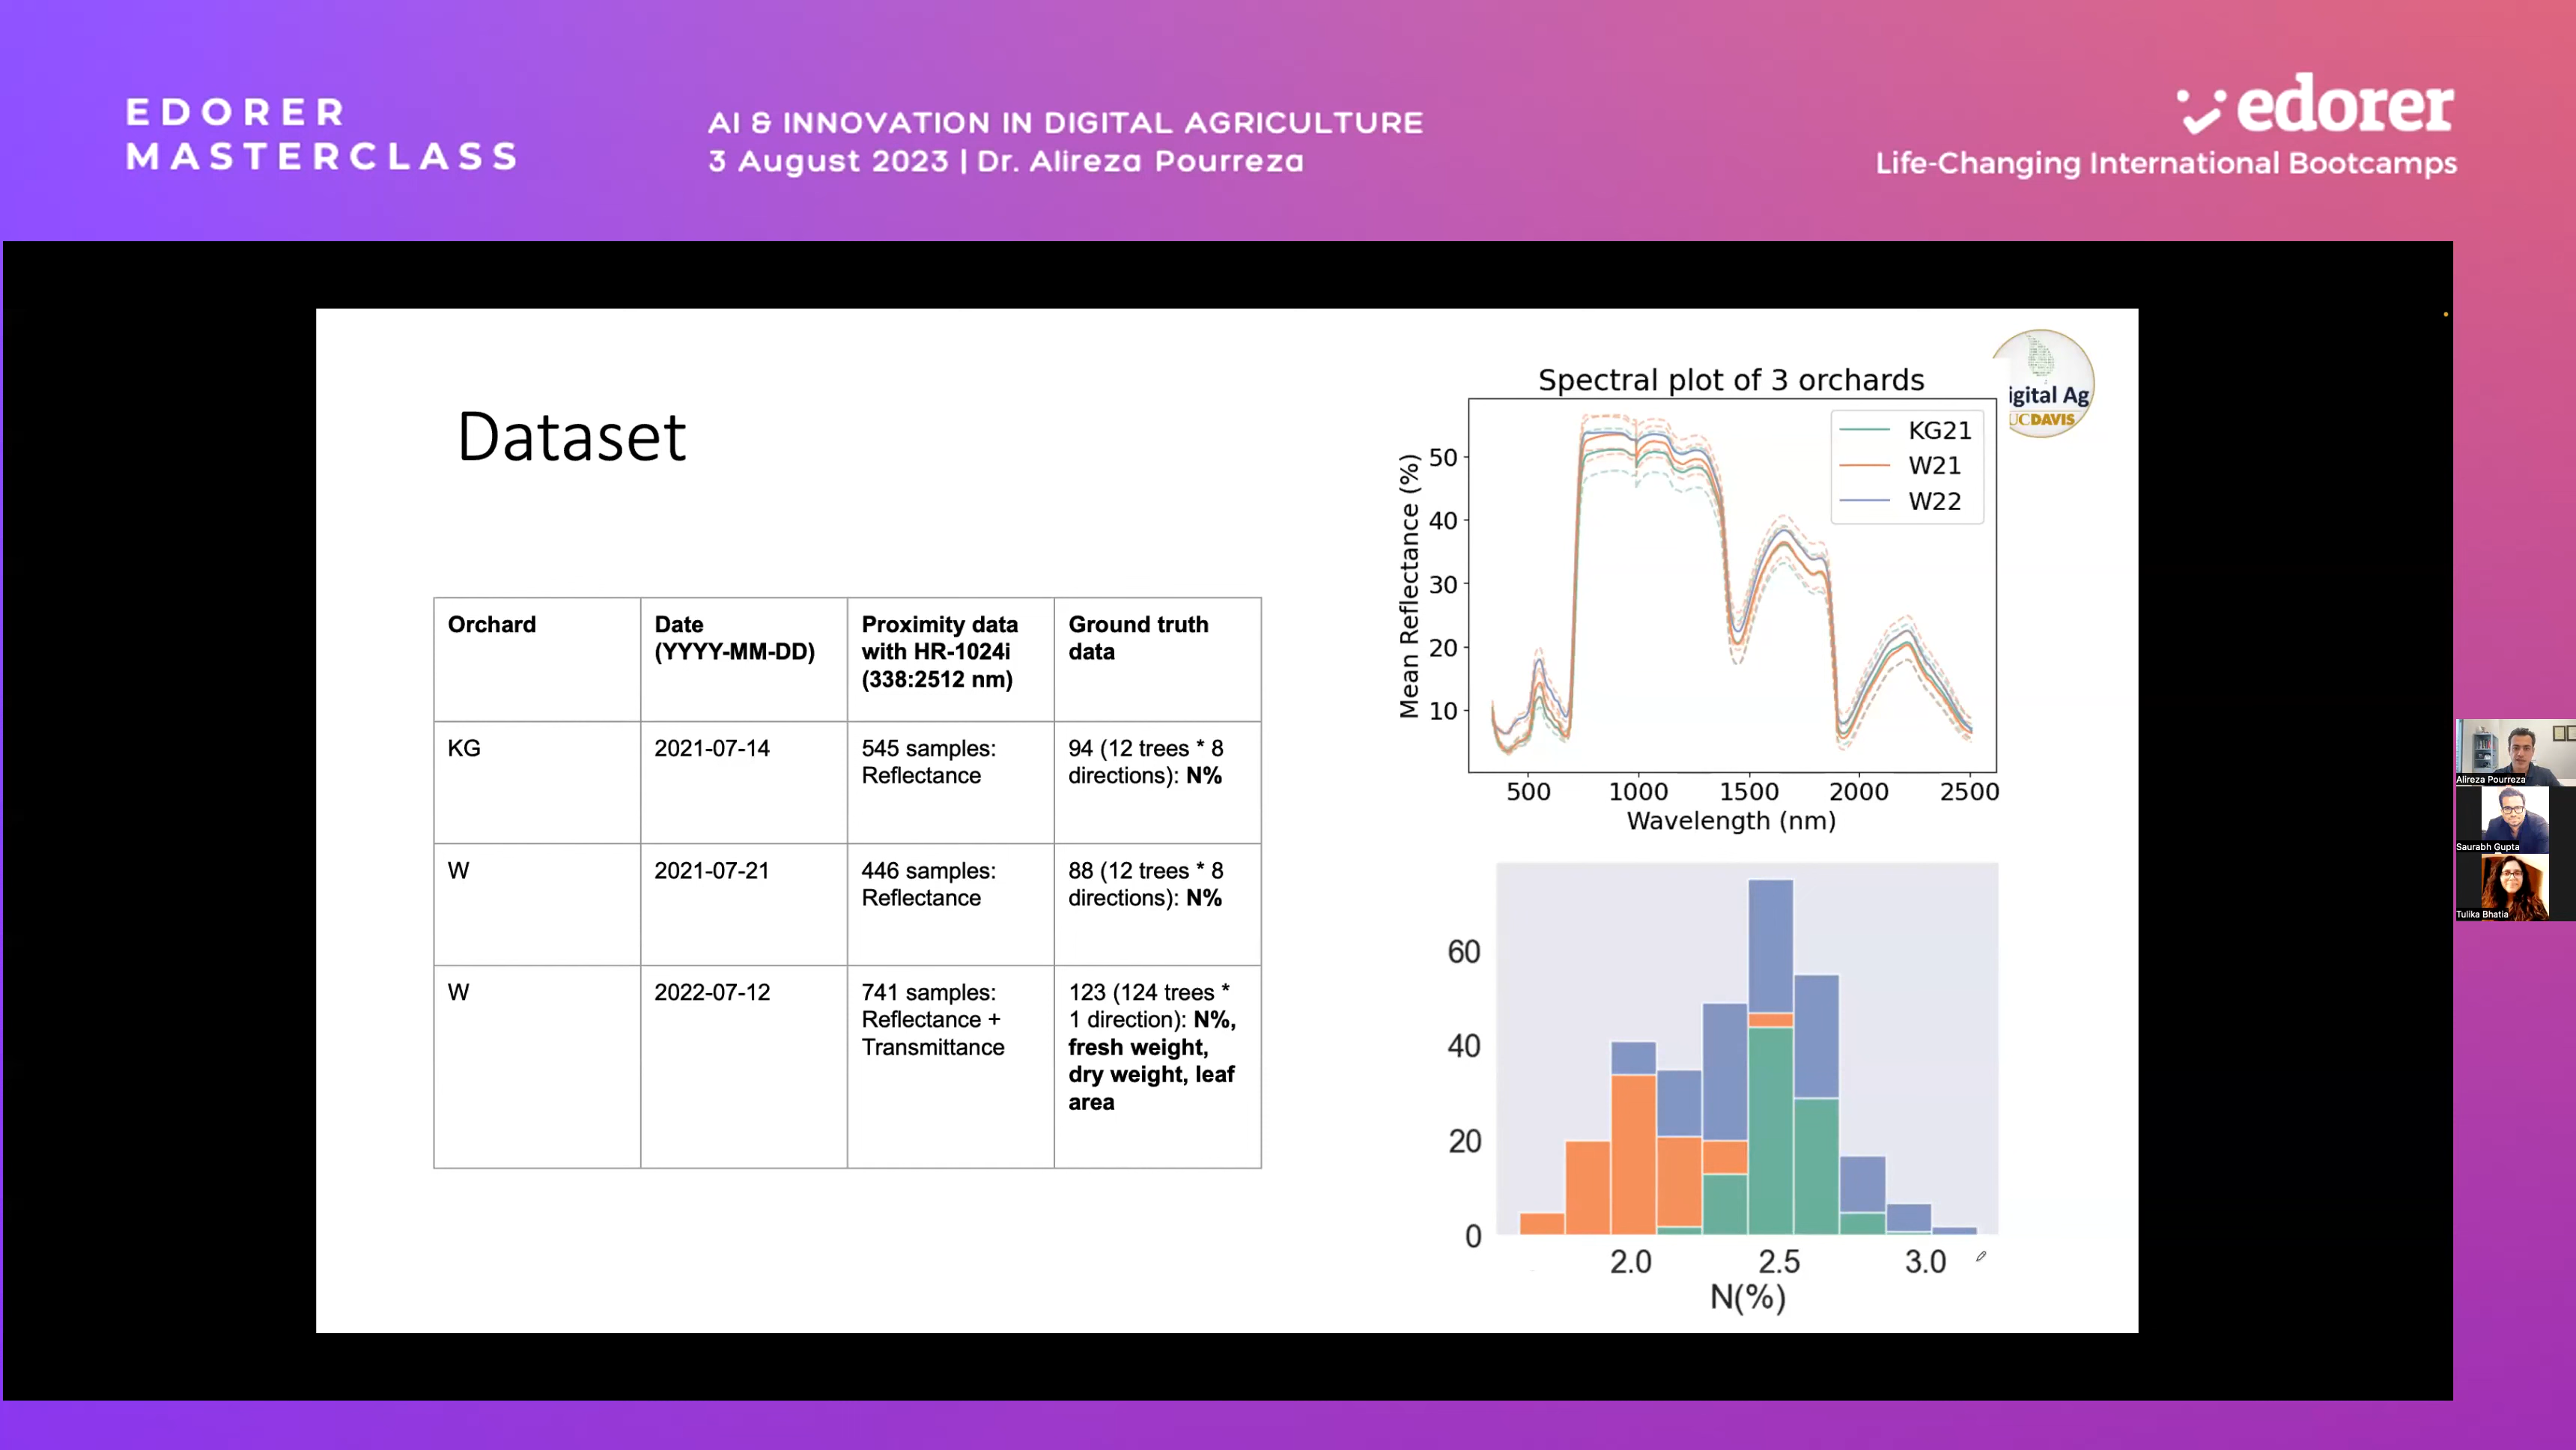 EDORER
MASTERCLASS
AI & INNOVATION IN DIGITAL AGRICULTURE
3 August 2023 | Dr. Alireza Pourreza
edorer
Life-Changing International Bootcamps
Dataset
Orchard
Date
(YYYY-MM-DD)
Proximity data
with HR-1024i
(338:2512 nm)
Ground truth
data
KG
2021-07-14
545 samples:
Reflectance
94 (12 trees * 8
directions): N%
W
2021-07-21
446 samples:
Reflectance
88 (12 trees * 8
directions): N%
W
2022-07-12
741 samples:
Reflectance +
Transmittance
123 (124 trees *
1 direction): N%,
fresh weight,
dry weight, leaf
area
Spectral plot of 3 orchards
KG21
W21
W22
Mean Reflectance (%)
50
40
30
20
10
500 1000 1500 2000 2500
Wavelength (nm)
igital Ag
UCDAVIS
60
40
20
0
2.0 2.5 3.0
N(%)
Alireza Pourreza
Saurabh Gupta
Tulika Bhatia